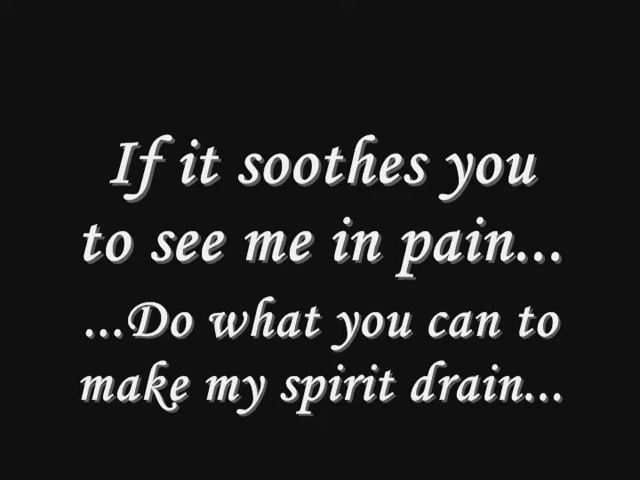 If it soothes you
to see me in pain...
...Do what you can to
make my spirit drain...